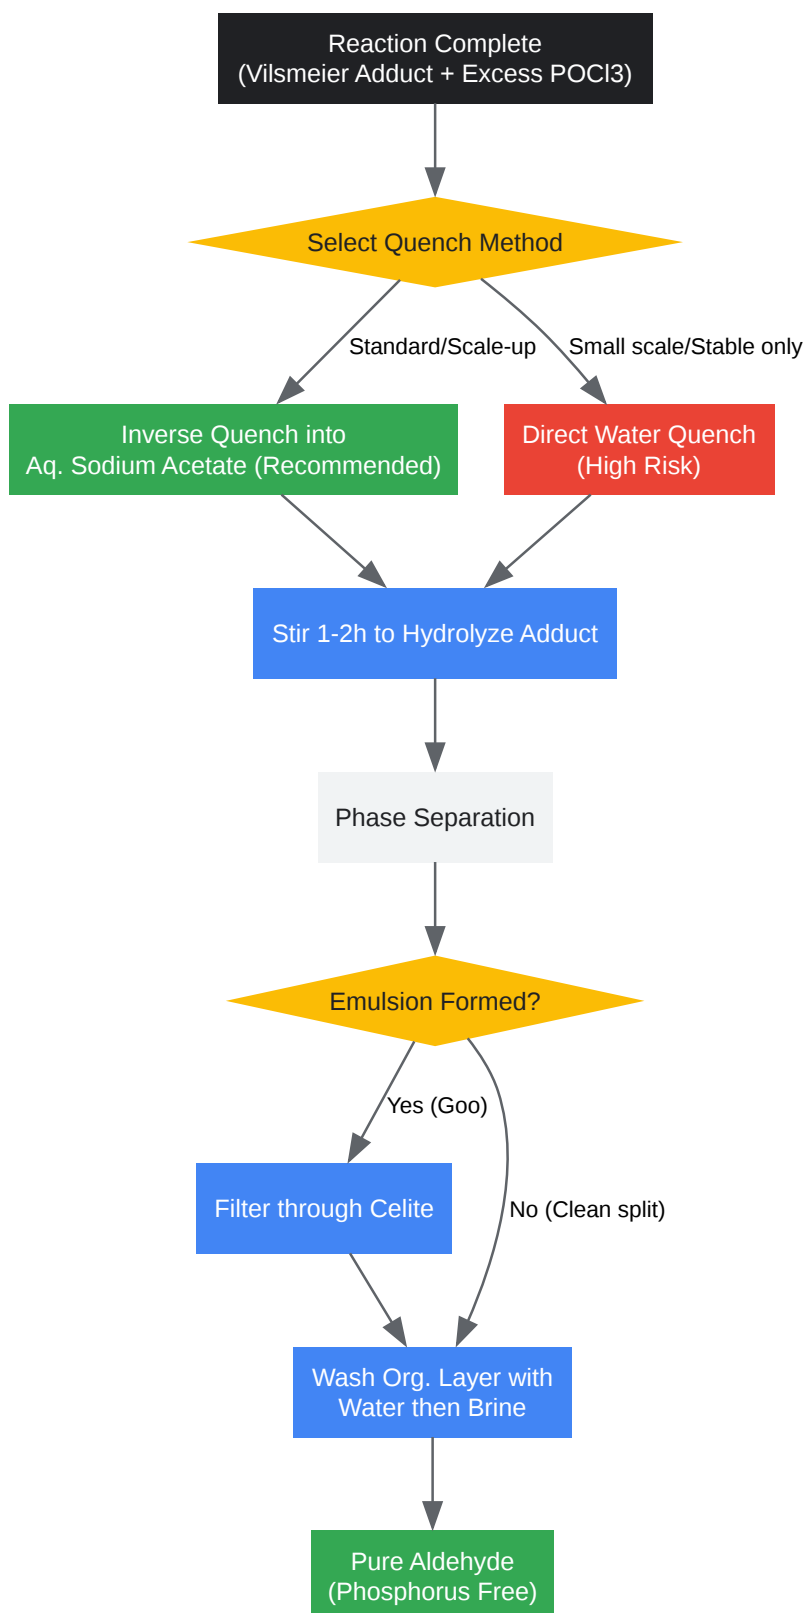 Reaction Complete
(Vilsmeier Adduct + Excess POCl3)
Select Quench Method
Standard/Scale-up
Small scale/Stable only
Inverse Quench into
Aq. Sodium Acetate (Recommended)
Direct Water Quench
(High Risk)
Stir 1-2h to Hydrolyze Adduct
Phase Separation
Emulsion Formed?
Yes (Goo)
Filter through Celite
No (Clean split)
Wash Org. Layer with
Water then Brine
Pure Aldehyde
(Phosphorus Free)